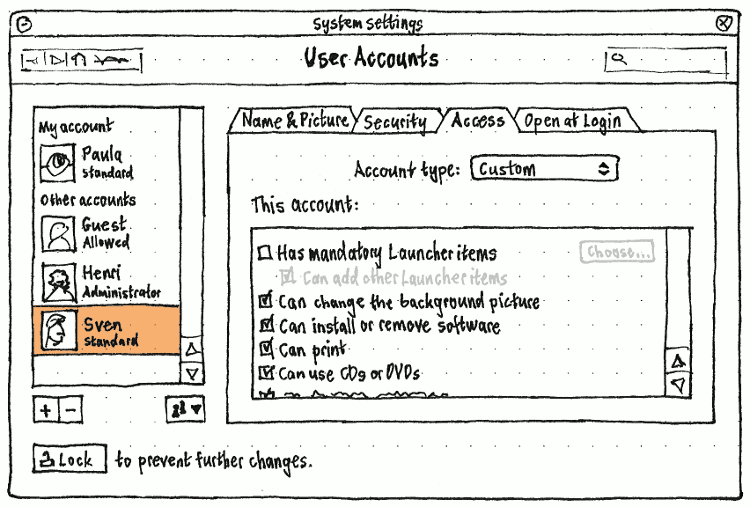 System settings
User Accounts
My account
Paula
Standard
Other accounts
Guest
Allowed
Henri
Administrator
Sven
Standard
+ -
Lock to prevent further changes.
Name & Picture Security Access Open at Login
Account type: Custom
This account:
Has mandatory Launcher items Choose...
Can add other Launcher items
Can change the background picture
Can install or remove software
Can print
Can use CDs or DVDs